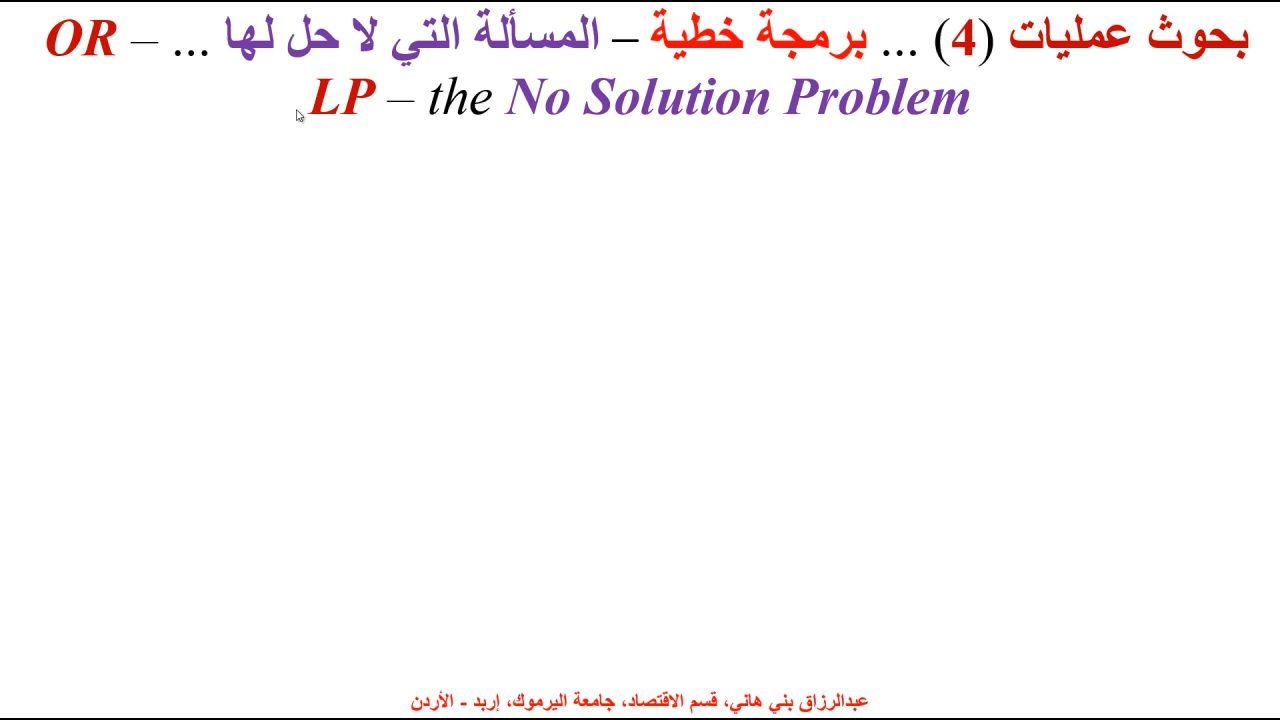 بحوث عمليات (4) ... برمجة خطية – المسألة التي لا حل لها ... – OR
LP – the No Solution Problem
عبدالرزاق بني هاني، قسم الاقتصاد، جامعة اليرموك، إربد - الأردن